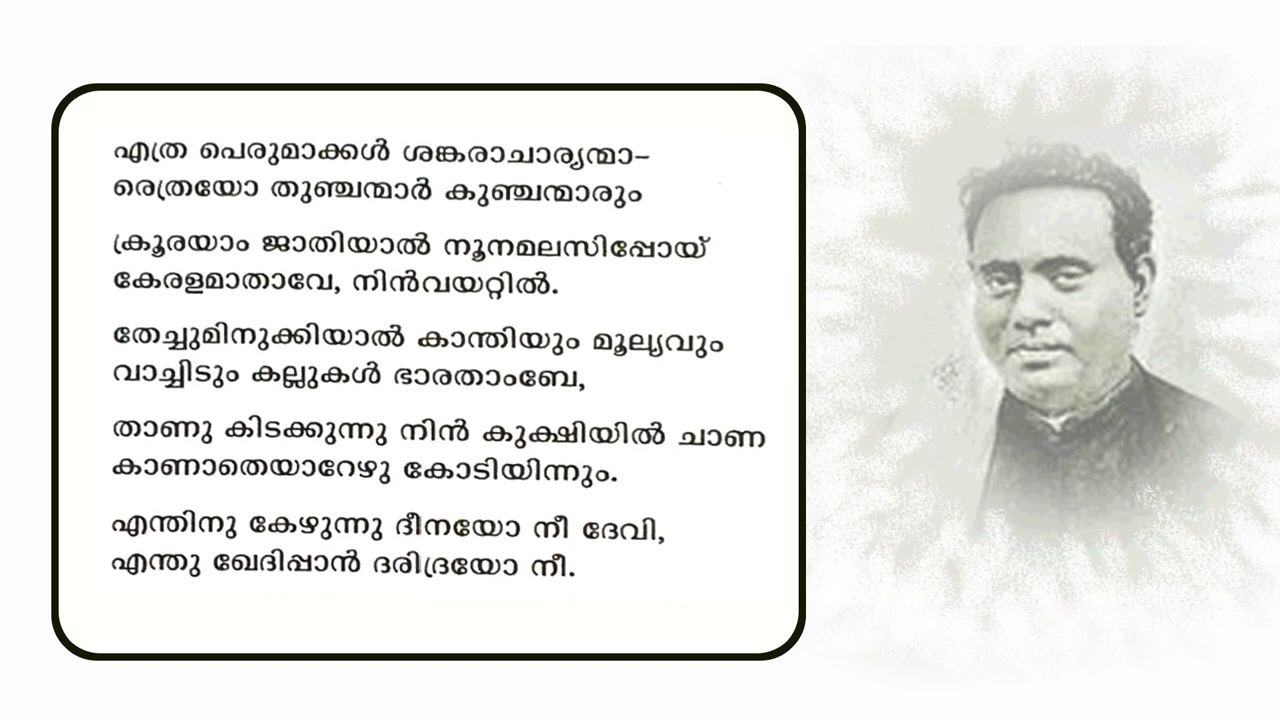 എത്ര പെരുമാക്കൾ ശങ്കരാചാര്യന്മാ–
രെത്രയോ തുഞ്ചന്മാർ കുഞ്ചന്മാരും
ക്രൂരയാം ജാതിയാൽ നൂനമലസിപ്പോയ്
കേരളമാതാവേ, നിൻവയറ്റിൽ.
തേച്ചുമിനുക്കിയാൽ കാന്തിയും മൂല്യവും
വാച്ചിടും കല്ലുകൾ ഭാരതാംബേ,
താണു കിടക്കുന്നു നിൻ കുക്ഷിയിൽ ചാണ
കാണാതെയാറേഴു കോടിയിന്നും.
എന്തിനു കേഴുന്നു ദീനയോ നീ ദേവി,
എന്തു ഖേദിപ്പാൻ ദരിദ്രയോ നീ.